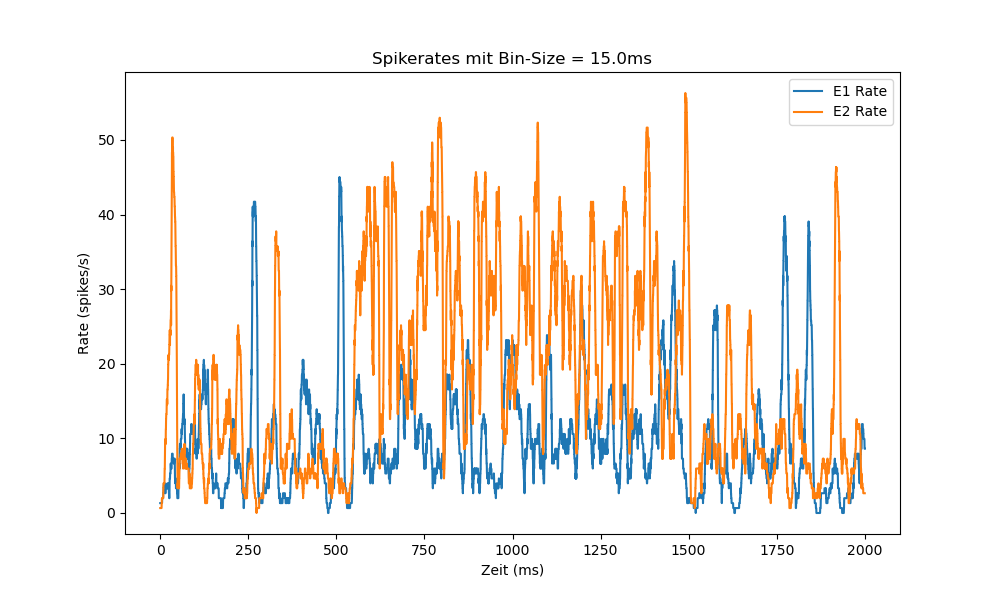 Spikerates mit Bin-Size = 15.0ms
E1 Rate
E2 Rate
Rate (spikes/s)
50
40
30
20
10
0
0 250 500 750 1000 1250 1500 1750 2000
Zeit (ms)